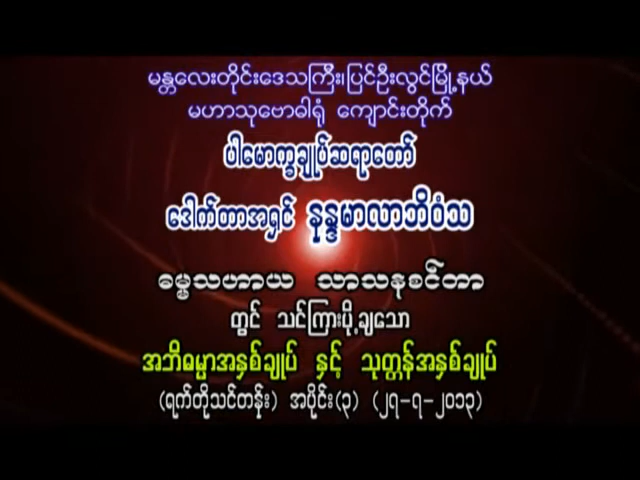 မန္တလေးတိုင်းဒေသကြီး၊ပြင်ဦးလွင်မြို့နယ်
မဟာသုဗောဓါရုံ ကျောင်းတိုက်
ပါမောက္ခချုပ်ဆရာတော်
ဒေါက်တာအရှင် နန္ဒမာလာဘိဝံသ
ဓမ္မသဟာယ သာသနစင်တာ
တွင် သင်ကြားပို့ချသော
အဘိဓမ္မာအနှစ်ချုပ် နှင့် သုတ္တန်အနှစ်ချုပ်
(ရက်တိုသင်တန်း) အပိုင်း(၃) (၂၇-၇-၂၀၁၃)